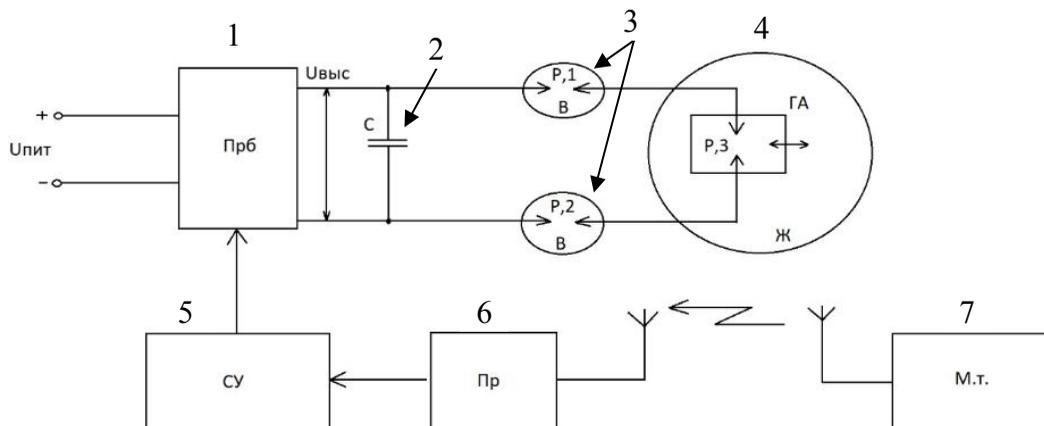 1
2
3
4
Uвыс
P,1
В
ГА
+
C
Uпит
Прб
P,3
−
P,2
В
Ж
5
6
7
СУ
Пр
М.т.